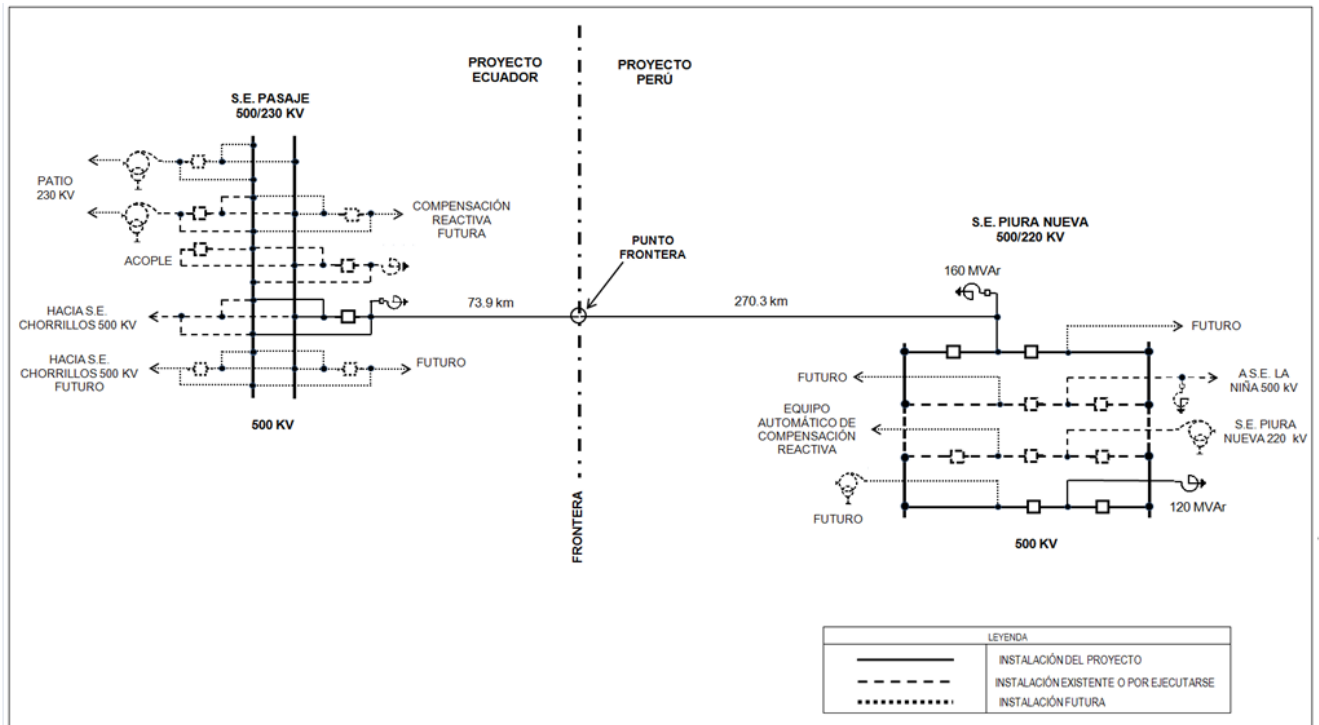 PROYECTO
ECUADOR
PROYECTO
PERÚ
S.E. PASAJE
500/230 KV
PATIO
230 KV
COMPENSACIÓN
REACTIVA
FUTURA
ACOPLE
HACIA S.E.
CHORRILLOS 500 KV
HACIA S.E.
CHORRILLOS 500 KV
FUTURO
FUTURO
500 KV
73.9 km
PUNTO
FRONTERA
270.3 km
FRONTERA
S.E. PIURA NUEVA
500/220 KV
160 MVAr
FUTURO
FUTURO
A S.E. LA
NIÑA 500 kV
EQUIPO
AUTOMÁTICO DE
COMPENSACIÓN
REACTIVA
S.E. PIURA
NUEVA 220 kV
FUTURO
120 MVAr
500 KV
LEYENDA
INSTALACIÓN DEL PROYECTO
INSTALACIÓN EXISTENTE O POR EJECUTARSE
INSTALACIÓN FUTURA